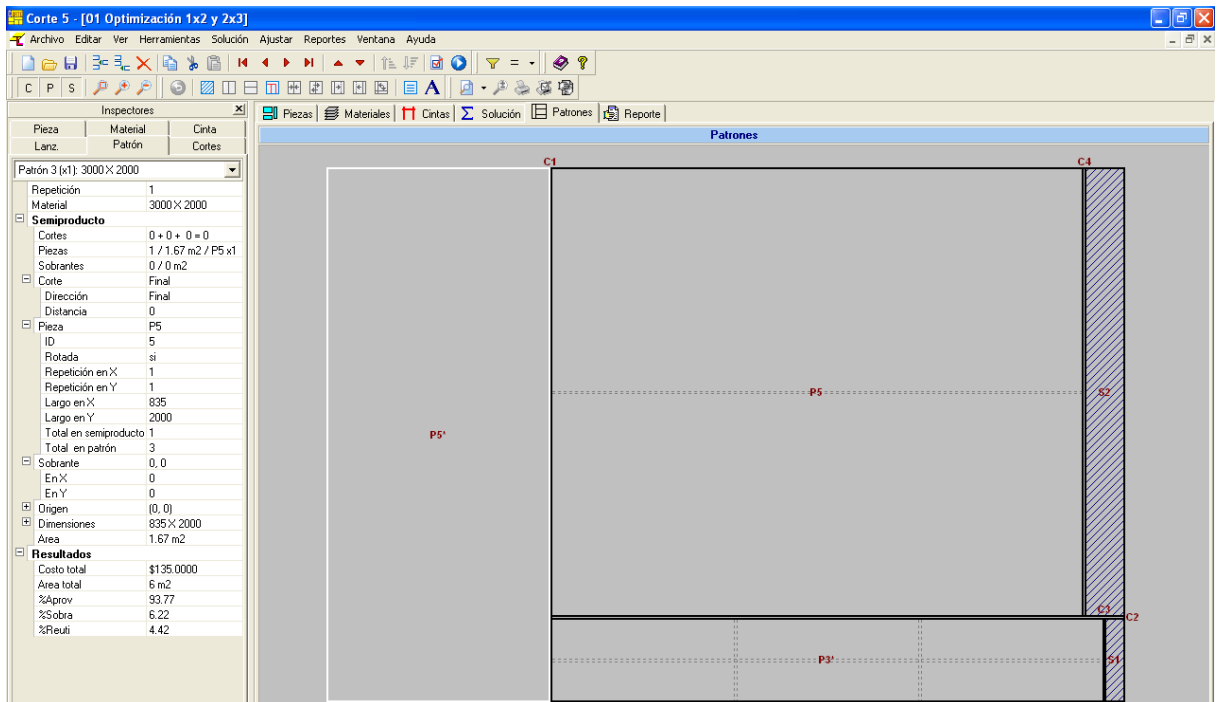 Corte 5 - [01 Optimización 1x2 y 2x3]
Archivo Editar Ver Herramientas Solución Ajustar Reportes Ventana Ayuda
C P S A
Inspectores
Piezas Materiales Cintas Solución Patrones Reporte
Pieza Material Cinta
Lanz. Patrón Cortes
Patrones
Patrón 3 (x1): 3000 X 2000
Repetición 1
Material 3000 X 2000
Semiproducto
Cortes 0 + 0 + 0 = 0
Piezas 1 / 1.67 m2 / P5 x1
Sobrantes 0 / 0 m2
Corte Final
Dirección Final
Distancia 0
Pieza P5
ID 5
Rotada si
Repetición en X 1
Repetición en Y 1
Largo en X 835
Largo en Y 2000
Total en semiproducto 1
Total en patrón 3
Sobrante 0, 0
En X 0
En Y 0
Origen (0, 0)
Dimensiones 835 X 2000
Area 1.67 m2
Resultados
Costo total $135.0000
Area total 6 m2
%Aprov 93.77
%Sobra 6.22
%Reuti 4.42
C1 C4
P5 S2
P5*
C3 C2
P3* S1